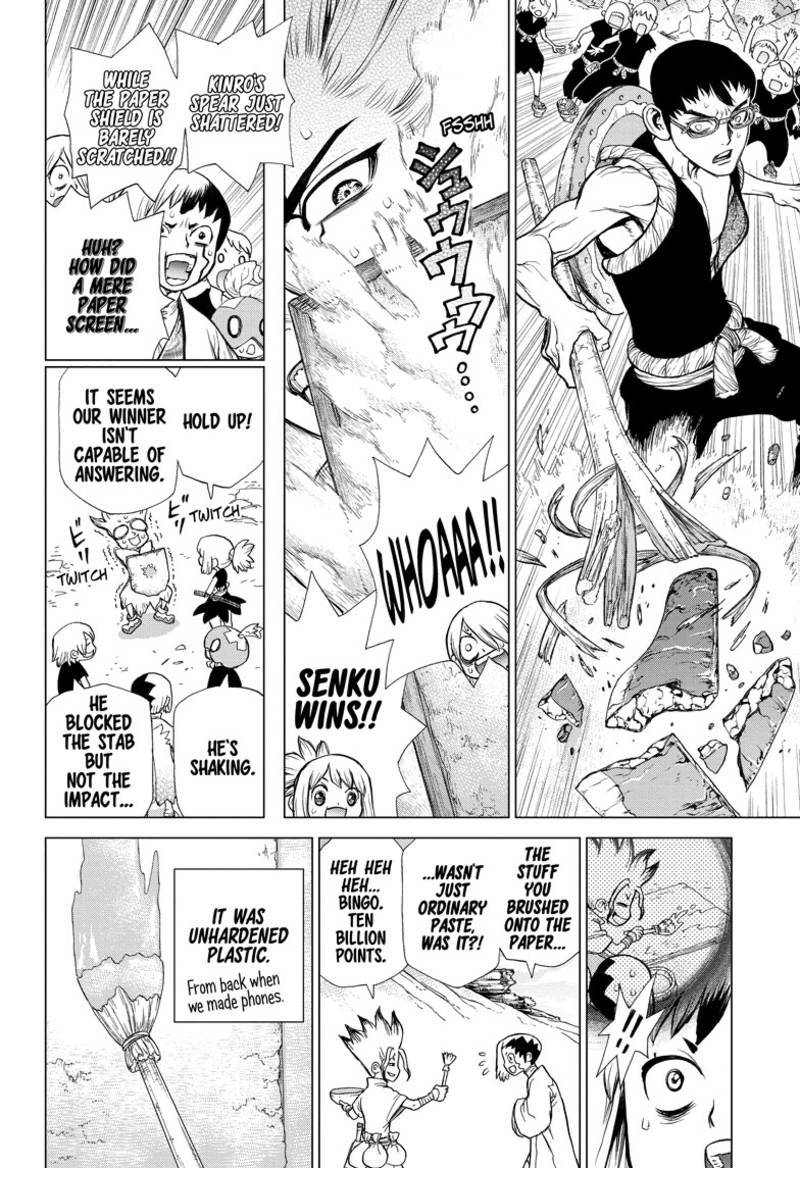 FSSHH
シュウウウウウ…
WHOAAA!!
SENKU
WINS!!
KINRO'S
SPEAR JUST
SHATTERED!
WHILE
THE PAPER
SHIELD IS
BARELY
SCRATCHED!!
HUH?
HOW DID
A MERE
PAPER
SCREEN...
HOLD UP!
IT SEEMS
OUR WINNER
ISN'T
CAPABLE OF
ANSWERING.
ビ"
TWITCH
ビ"
TWITCH
HE'S
SHAKING.
HE
BLOCKED
THE STAB
BUT
NOT THE
IMPACT...
!!
THE
STUFF
YOU
BRUSHED
ONTO THE
PAPER...
...WASN'T
JUST
ORDINARY
PASTE,
WAS IT?!
HEH HEH
HEH...
BINGO.
TEN
BILLION
POINTS.
IT WAS
UNHARDENED
PLASTIC.
From back when
we made phones.